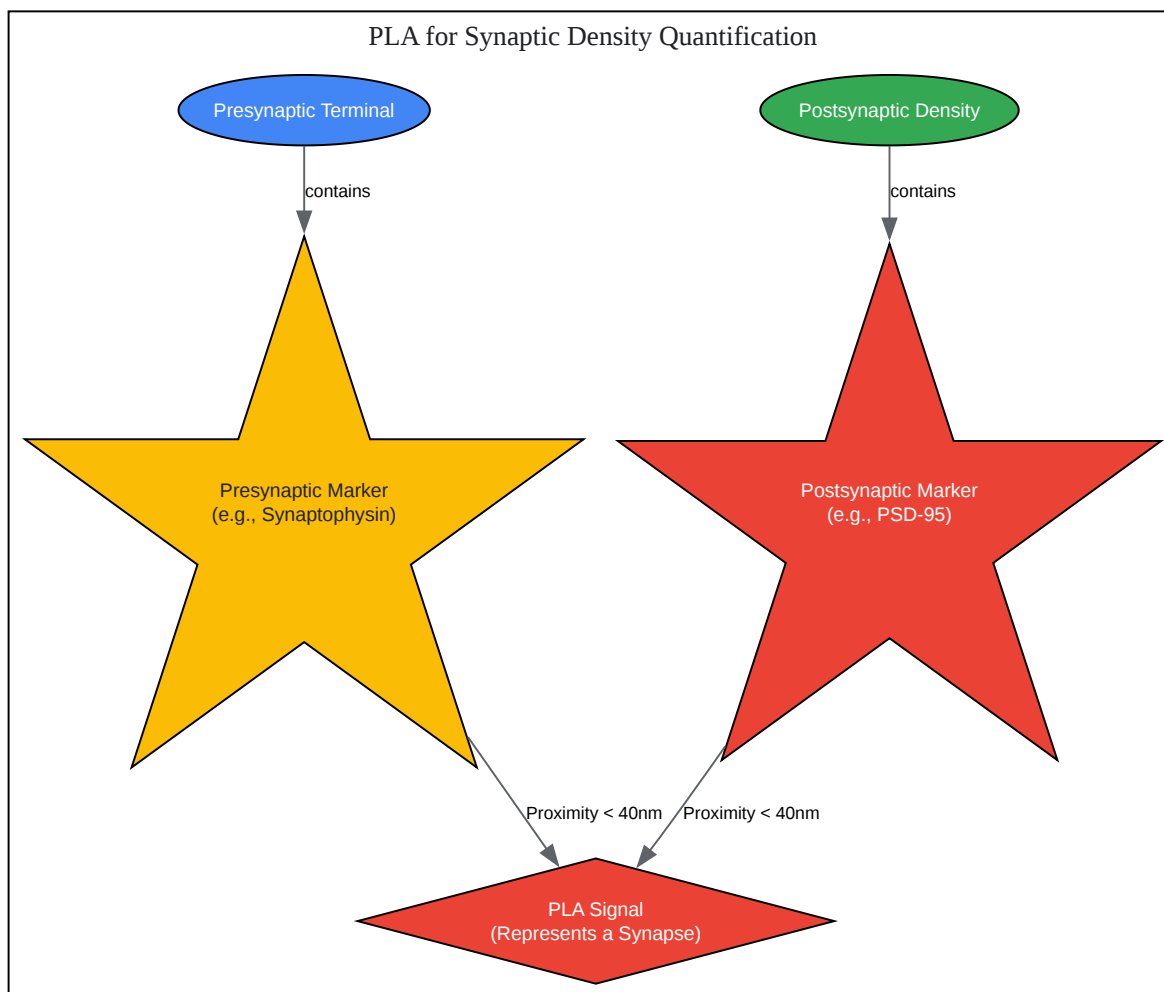 PLA for Synaptic Density Quantification
Presynaptic Terminal
Postsynaptic Density
contains
contains
Presynaptic Marker
(e.g., Synaptophysin)
Postsynaptic Marker
(e.g., PSD-95)
Proximity < 40nm
Proximity < 40nm
PLA Signal
(Represents a Synapse)